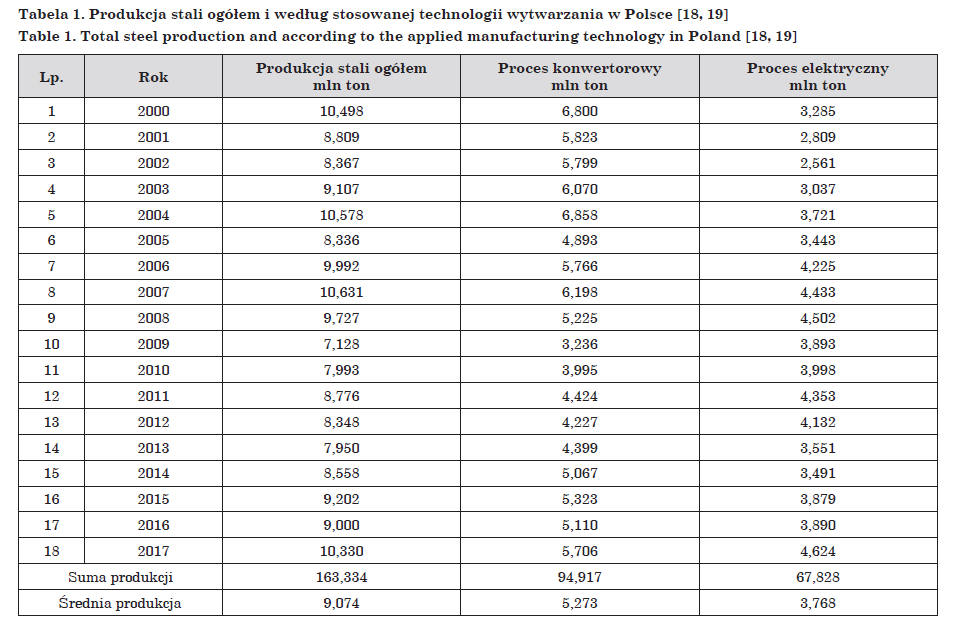 Tabela 1. Produkcja stali ogółem i według stosowanej technologii wytwarzania w Polsce [18, 19]
Table 1. Total steel production and according to the applied manufacturing technology in Poland [18, 19]
Lp. Rok Produkcja stali ogółem mln ton Proces konwertorowy mln ton Proces elektryczny mln ton
1 2000 10,498 6,800 3,285
2 2001 8,809 5,823 2,809
3 2002 8,367 5,799 2,561
4 2003 9,107 6,070 3,037
5 2004 10,578 6,858 3,721
6 2005 8,336 4,893 3,443
7 2006 9,992 5,766 4,225
8 2007 10,631 6,198 4,433
9 2008 9,727 5,225 4,502
10 2009 7,128 3,236 3,893
11 2010 7,993 3,995 3,998
12 2011 8,776 4,424 4,353
13 2012 8,348 4,227 4,132
14 2013 7,950 4,399 3,551
15 2014 8,558 5,067 3,491
16 2015 9,202 5,323 3,879
17 2016 9,000 5,110 3,890
18 2017 10,330 5,706 4,624
Suma produkcji 163,334 94,917 67,828
Średnia produkcja 9,074 5,273 3,768